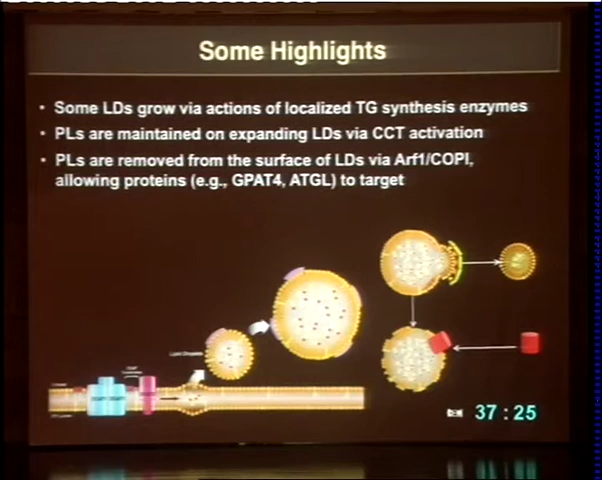 Some Highlights
• Some LDs grow via actions of localized TG synthesis enzymes
• PLs are maintained on expanding LDs via CCT activation
• PLs are removed from the surface of LDs via Arf1/COPI,
allowing proteins (e.g., GPAT4, ATGL) to target
37:25